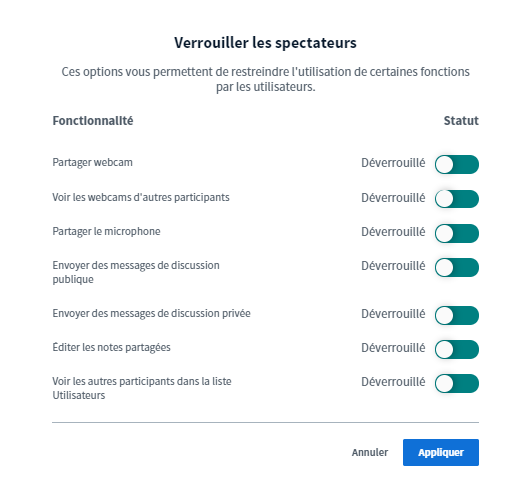 Verrouiller les spectateurs
Ces options vous permettent de restreindre l'utilisation de certaines fonctions
par les utilisateurs.
Fonctionnalité Statut
Partager webcam Déverrouillé
Voir les webcams d'autres participants Déverrouillé
Partager le microphone Déverrouillé
Envoyer des messages de discussion Déverrouillé
publique
Envoyer des messages de discussion privée Déverrouillé
Éditer les notes partagées Déverrouillé
Voir les autres participants dans la liste Déverrouillé
Utilisateurs
Annuler Appliquer